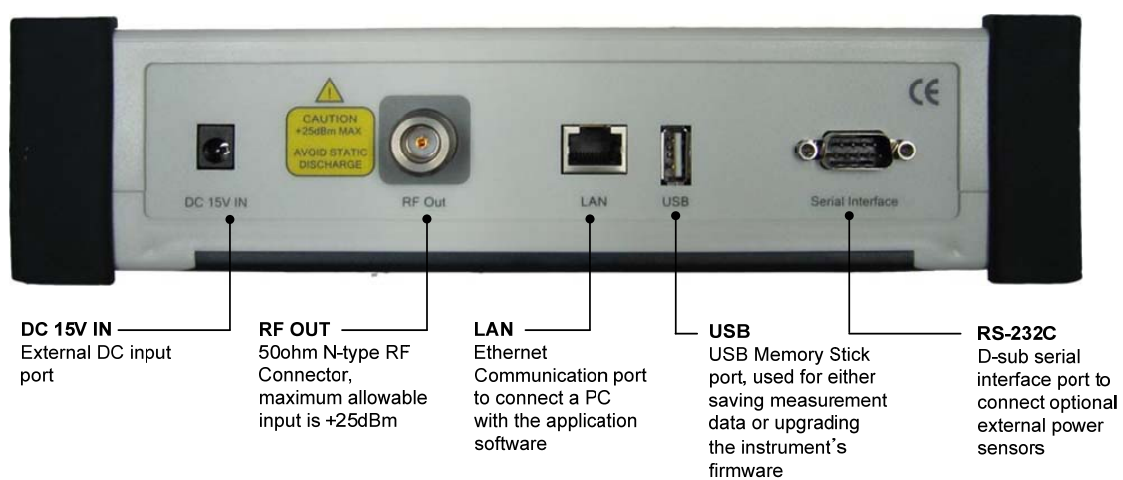 CE
CAUTION
+25dBm MAX
AVOID STATIC
DISCHARGE
DC 15V IN
RF Out
LAN
USB
Serial Interface
DC 15V IN
External DC input
port
RF OUT
50ohm N-type RF
Connector,
maximum allowable
input is +25dBm
LAN
Ethernet
Communication port
to connect a PC
with the application
software
USB
USB Memory Stick
port, used for either
saving measurement
data or upgrading
the instrument's
firmware
RS-232C
D-sub serial
interface port to
connect optional
external power
sensors